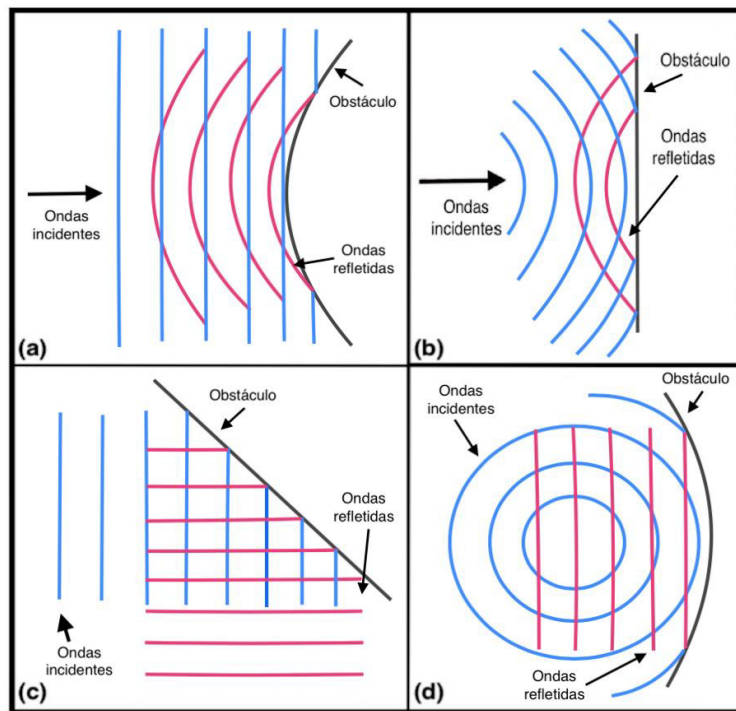 Obstáculo
Ondas
incidentes
Ondas
refletidas
(a)
Obstáculo
Ondas
refletidas
Ondas
incidentes
(b)
Obstáculo
Ondas
refletidas
Ondas
incidentes
(c)
Obstáculo
Ondas
incidentes
Ondas
refletidas
(d)